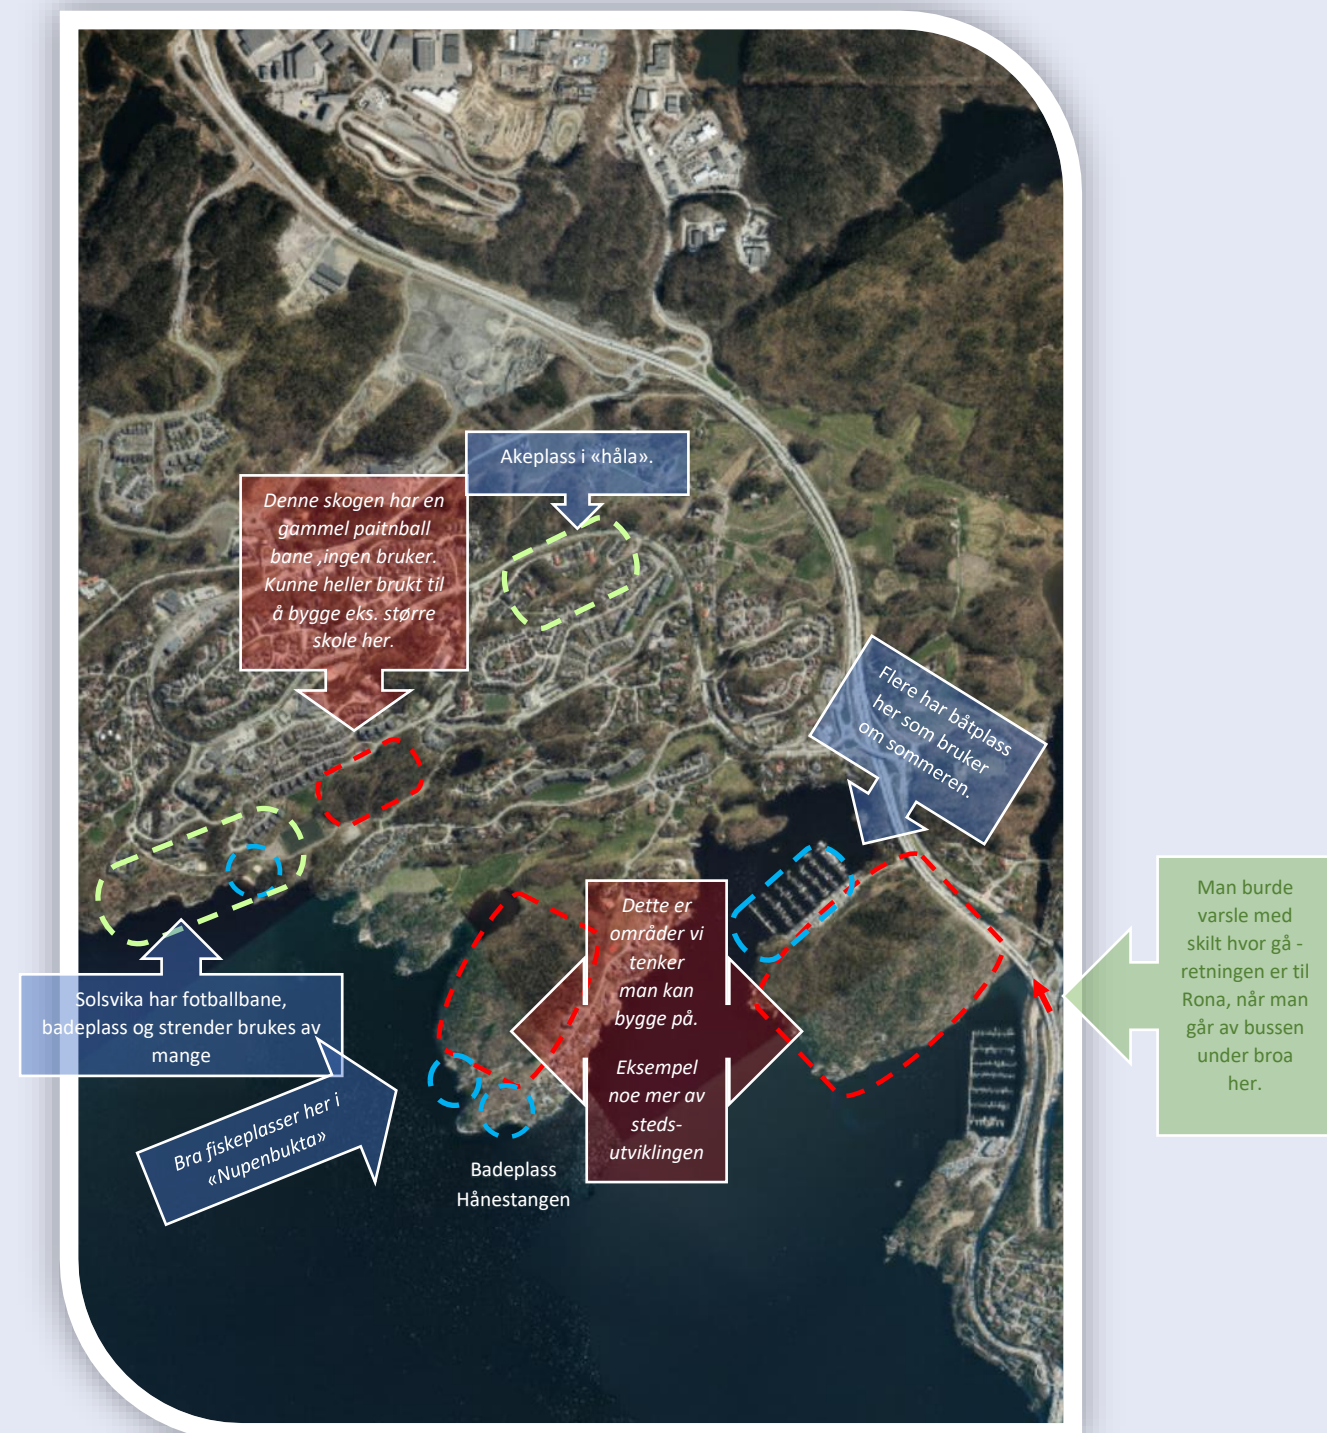 Akeplass i «håla».
Denne skogen har en
gammel paitnball
bane ,ingen bruker.
Kunne heller brukt til
å bygge eks. større
skole her.
Flere har båtplass
her som bruker
om sommeren.
Dette er
områder vi
tenker
man kan
bygge på.
Eksempel
noe mer av
steds-
utviklingen
Man burde
varsle med
skilt hvor gå -
retningen er til
Rona, når man
går av bussen
under broa
her.
Solsvika har fotballbane,
badeplass og strender brukes av
mange
Bra fiskeplasser her i
«Nupenbukta»
Badeplass
Hånestangen